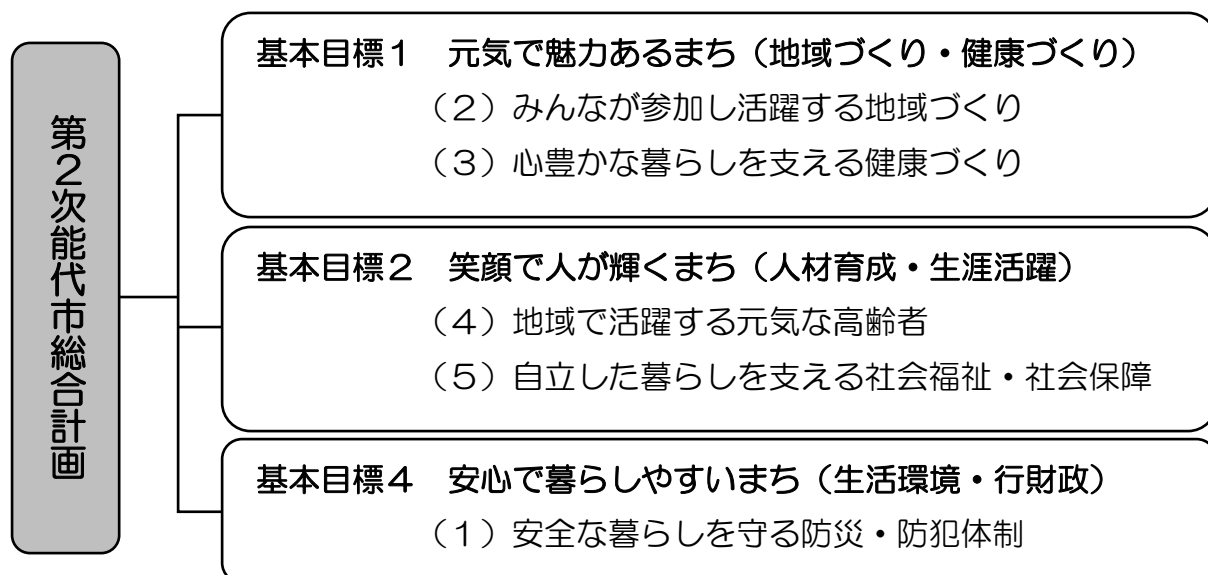 第２次能代市総合計画
基本目標１　元気で魅力あるまち（地域づくり・健康づくり）
（２）みんなが参加し活躍する地域づくり
（３）心豊かな暮らしを支える健康づくり
基本目標２　笑顔で人が輝くまち（人材育成・生涯活躍）
（４）地域で活躍する元気な高齢者
（５）自立した暮らしを支える社会福祉・社会保障
基本目標４　安心で暮らしやすいまち（生活環境・行財政）
（１）安全な暮らしを守る防災・防犯体制